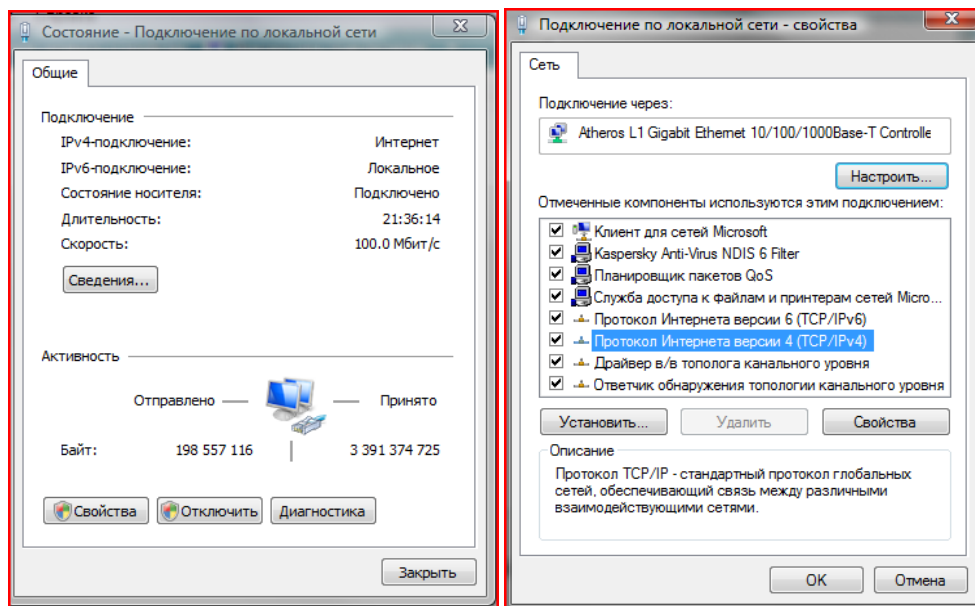 Состояние - Подключение по локальной сети
Общие
Подключение
IPv4-подключение: Интернет
IPv6-подключение: Локальное
Состояние носителя: Подключено
Длительность: 21:36:14
Скорость: 100.0 Мбит/с
Сведения...
Активность
Отправлено — — Принято
Байт: 198 557 116 | 3 391 374 725
Свойства Отключить Диагностика
Закрыть
Подключение по локальной сети - свойства
Сеть
Подключение через:
Atheros L1 Gigabit Ethernet 10/100/1000Base-T Controlle
Настроить...
Отмеченные компоненты используются этим подключением:
Клиент для сетей Microsoft
Kaspersky Anti-Virus NDIS 6 Filter
Планировщик пакетов QoS
Служба доступа к файлам и принтерам сетей Micro...
Протокол Интернета версии 6 (TCP/IPv6)
Протокол Интернета версии 4 (TCP/IPv4)
Драйвер в/в тополога канального уровня
Ответчик обнаружения топологии канального уровня
Установить... Удалить Свойства
Описание
Протокол TCP/IP - стандартный протокол глобальных
сетей, обеспечивающий связь между различными
взаимодействующими сетями.
OK Отмена